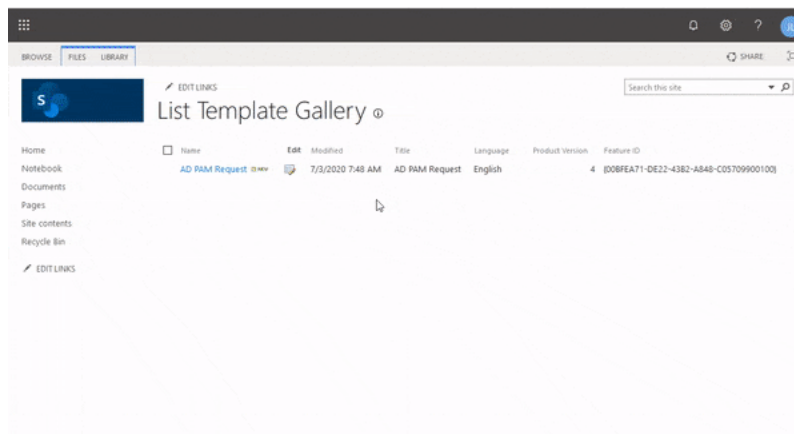 ?
JL
BROWSE FILES LIBRARY SHARE
S
EDIT LINKS
Search this site
List Template Gallery
Name Edit Modified Title Language Product Version Feature ID
AD PAM Request NEW 7/3/2020 7:48 AM AD PAM Request English 4 {00BFEA71-DE22-43B2-A848-C05709900100}
Home
Notebook
Documents
Pages
Site contents
Recycle Bin
EDIT LINKS